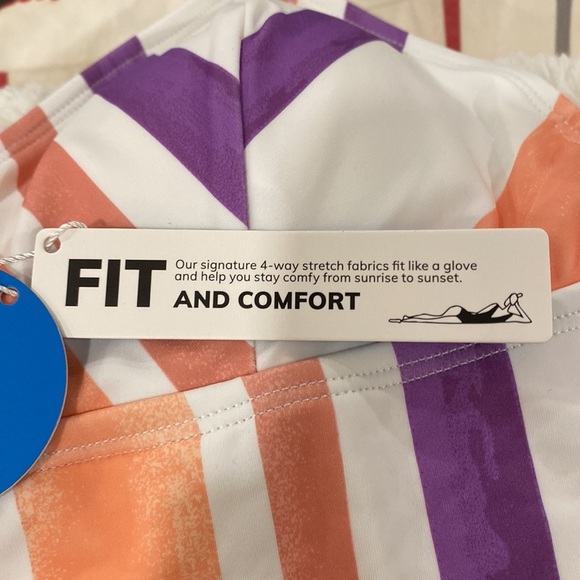 FIT
Our signature 4-way stretch fabrics fit like a glove
and help you stay comfy from sunrise to sunset.
AND COMFORT